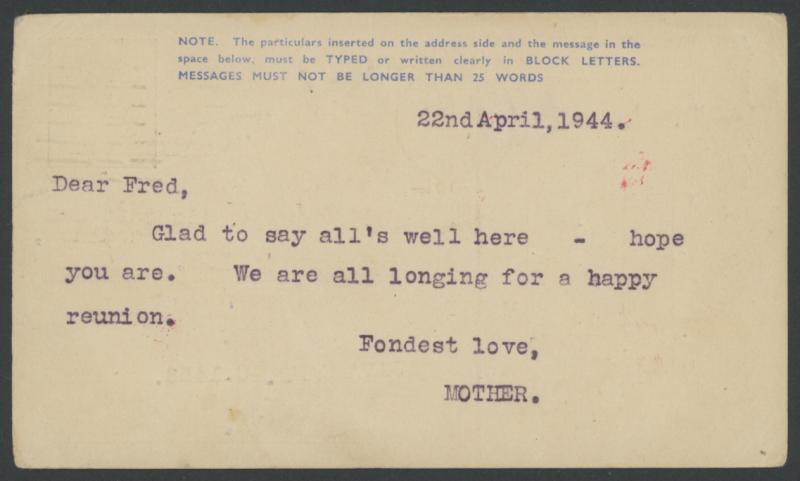 NOTE. The particulars inserted on the address side and the message in the
space below, must be TYPED or written clearly in BLOCK LETTERS.
MESSAGES MUST NOT BE LONGER THAN 25 WORDS
22nd April, 1944.
Dear Fred,
Glad to say all's well here - hope
you are. We are all longing for a happy
reunion.
Fondest love,
MOTHER.